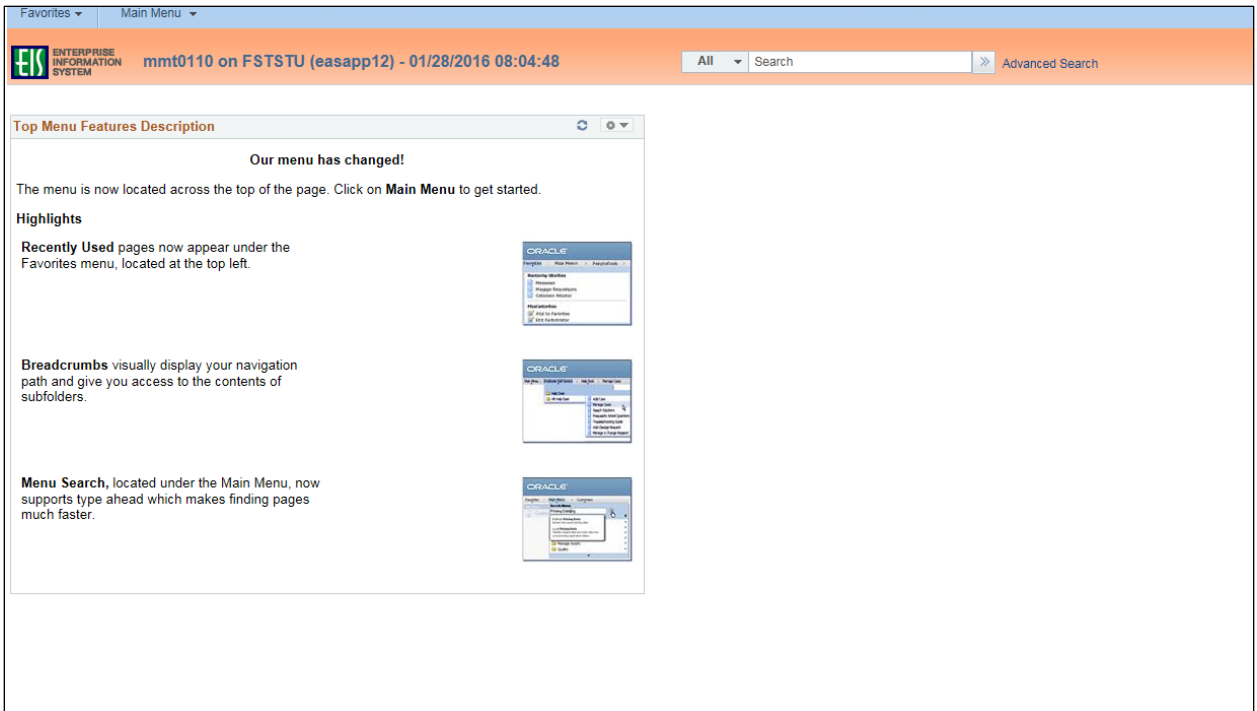 Favorites
Main Menu
EIS ENTERPRISE INFORMATION SYSTEM
mmt0110 on FSTSTU (easapp12) - 01/28/2016 08:04:48
All
Search
Advanced Search
Top Menu Features Description
Our menu has changed!
The menu is now located across the top of the page. Click on Main Menu to get started.
Highlights
Recently Used pages now appear under the
Favorites menu, located at the top left.
ORACLE
Breadcrumbs visually display your navigation
path and give you access to the contents of
subfolders.
ORACLE
Menu Search, located under the Main Menu, now
supports type ahead which makes finding pages
much faster.
ORACLE